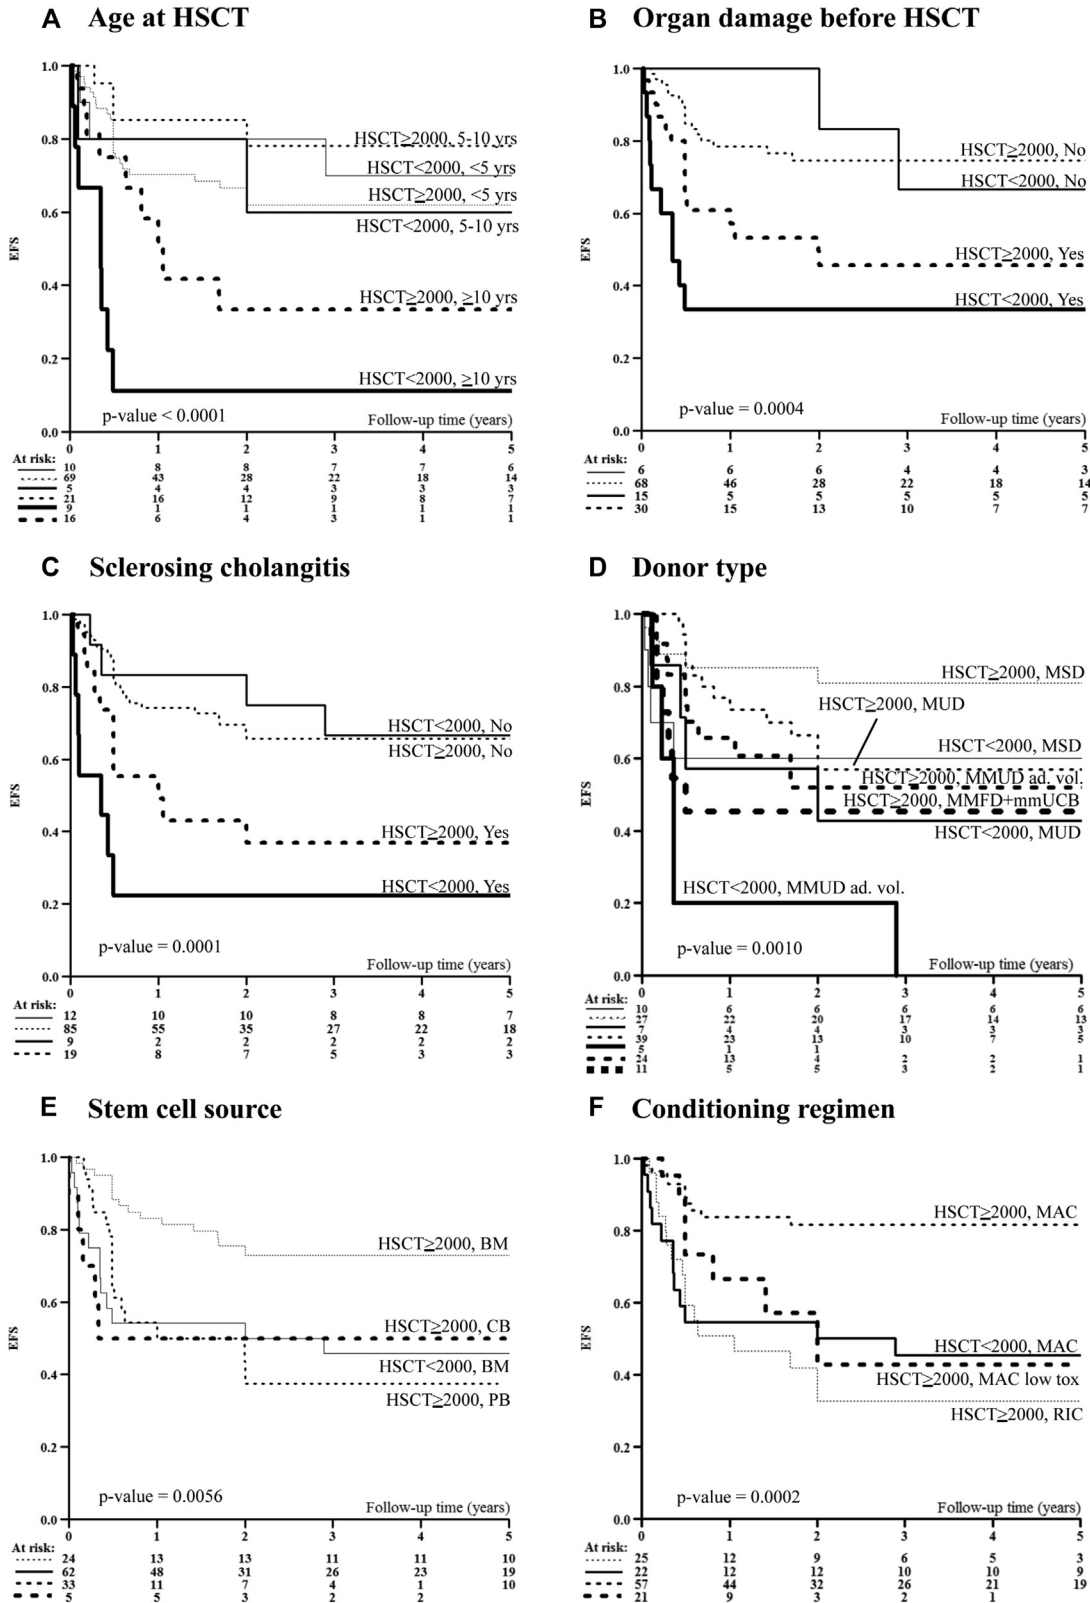 A Age at HSCT
1.0
0.8
0.6
0.4
0.2
0.0
EFS
HSCT≥2000, 5-10 yrs
HSCT<2000, <5 yrs
HSCT≥2000, <5 yrs
HSCT<2000, 5-10 yrs
HSCT≥2000, ≥10 yrs
HSCT<2000, ≥10 yrs
p-value < 0.0001
Follow-up time (years)
0 1 2 3 4 5
At risk:
10 8 8 7 7 6
69 43 28 22 18 14
5 4 4 3 3 3
21 16 12 9 8 7
9 1 1 1 1 1
16 6 4 3 1 1
B Organ damage before HSCT
1.0
0.8
0.6
0.4
0.2
0.0
EFS
HSCT≥2000, No
HSCT<2000, No
HSCT≥2000, Yes
HSCT<2000, Yes
p-value = 0.0004
Follow-up time (years)
0 1 2 3 4 5
At risk:
6 6 6 4 4 3
68 46 28 22 18 14
15 5 5 5 5 5
30 15 13 10 7 7
C Sclerosing cholangitis
1.0
0.8
0.6
0.4
0.2
0.0
EFS
HSCT<2000, No
HSCT≥2000, No
HSCT≥2000, Yes
HSCT<2000, Yes
p-value = 0.0001
Follow-up time (years)
0 1 2 3 4 5
At risk:
12 10 10 8 8 7
85 55 35 27 22 18
9 2 2 2 2 2
19 8 7 5 3 3
D Donor type
1.0
0.8
0.6
0.4
0.2
0.0
EFS
HSCT≥2000, MSD
HSCT≥2000, MUD
HSCT<2000, MSD
HSCT≥2000, MMUD ad. vol.
HSCT≥2000, MMFD+mmUCB
HSCT<2000, MUD
HSCT<2000, MMUD ad. vol.
p-value = 0.0010
Follow-up time (years)
0 1 2 3 4 5
At risk:
10 6 6 6 6 6
27 22 20 17 14 13
7 4 4 3 3 3
39 23 13 10 7 5
5 1 1
24 13 4 2 2 1
11 5 5 3 2 1
E Stem cell source
1.0
0.8
0.6
0.4
0.2
0.0
EFS
HSCT≥2000, BM
HSCT≥2000, CB
HSCT<2000, BM
HSCT≥2000, PB
p-value = 0.0056
Follow-up time (years)
0 1 2 3 4 5
At risk:
24 13 13 11 11 10
62 48 31 26 23 19
33 11 7 4 1 10
5 5 3 2 2
F Conditioning regimen
1.0
0.8
0.6
0.4
0.2
0.0
EFS
HSCT≥2000, MAC
HSCT<2000, MAC
HSCT≥2000, MAC low tox
HSCT≥2000, RIC
p-value = 0.0002
Follow-up time (years)
0 1 2 3 4 5
At risk:
25 12 9 6 5 3
22 12 12 10 10 9
57 44 32 26 21 19
21 9 3 2 1